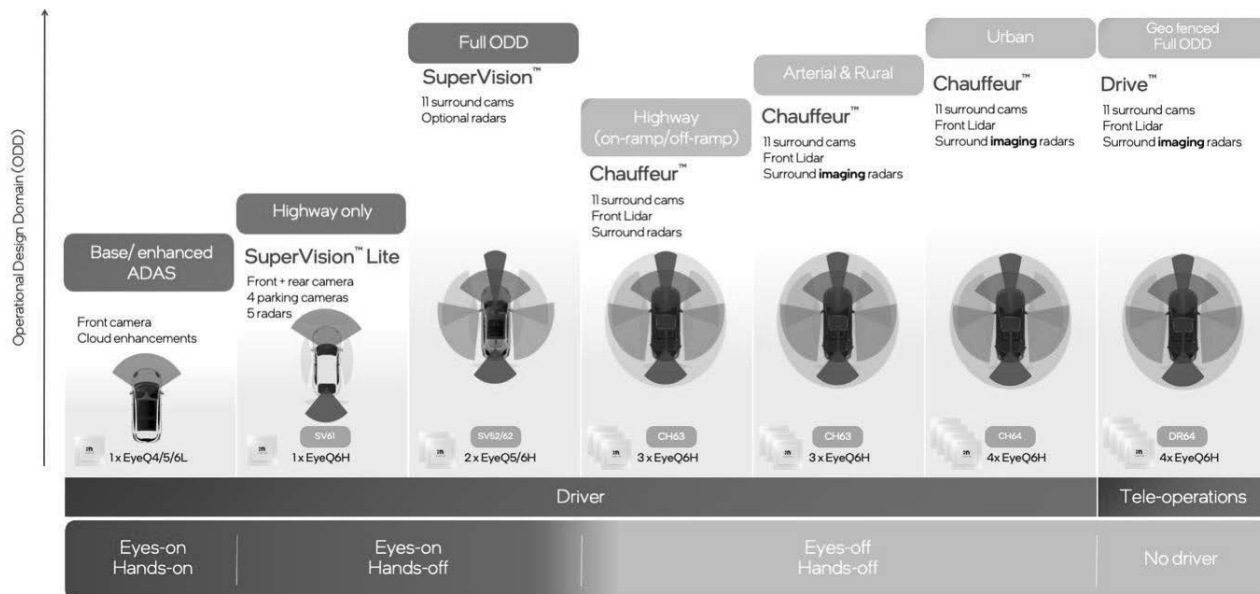 Operational Design Domain (ODD)
Base/ enhanced
ADAS
Front camera
Cloud enhancements
1 x EyeQ4/5/6L
Highway only
SuperVision™ Lite
Front + rear camera
4 parking cameras
5 radars
SV61
1 x EyeQ6H
Full ODD
SuperVision™
11 surround cams
Optional radars
SV52/62
2 x EyeQ5/6H
Highway
(on-ramp/off-ramp)
Chauffeur™
11 surround cams
Front Lidar
Surround radars
CH63
3 x EyeQ6H
Arterial & Rural
Chauffeur™
11 surround cams
Front Lidar
Surround imaging radars
CH63
3 x EyeQ6H
Urban
Chauffeur™
11 surround cams
Front Lidar
Surround imaging radars
CH64
4x EyeQ6H
Geo fenced
Full ODD
Drive™
11 surround cams
Front Lidar
Surround imaging radars
DR64
4x EyeQ6H
Driver
Tele-operations
Eyes-on
Hands-on
Eyes-on
Hands-off
Eyes-off
Hands-off
No driver